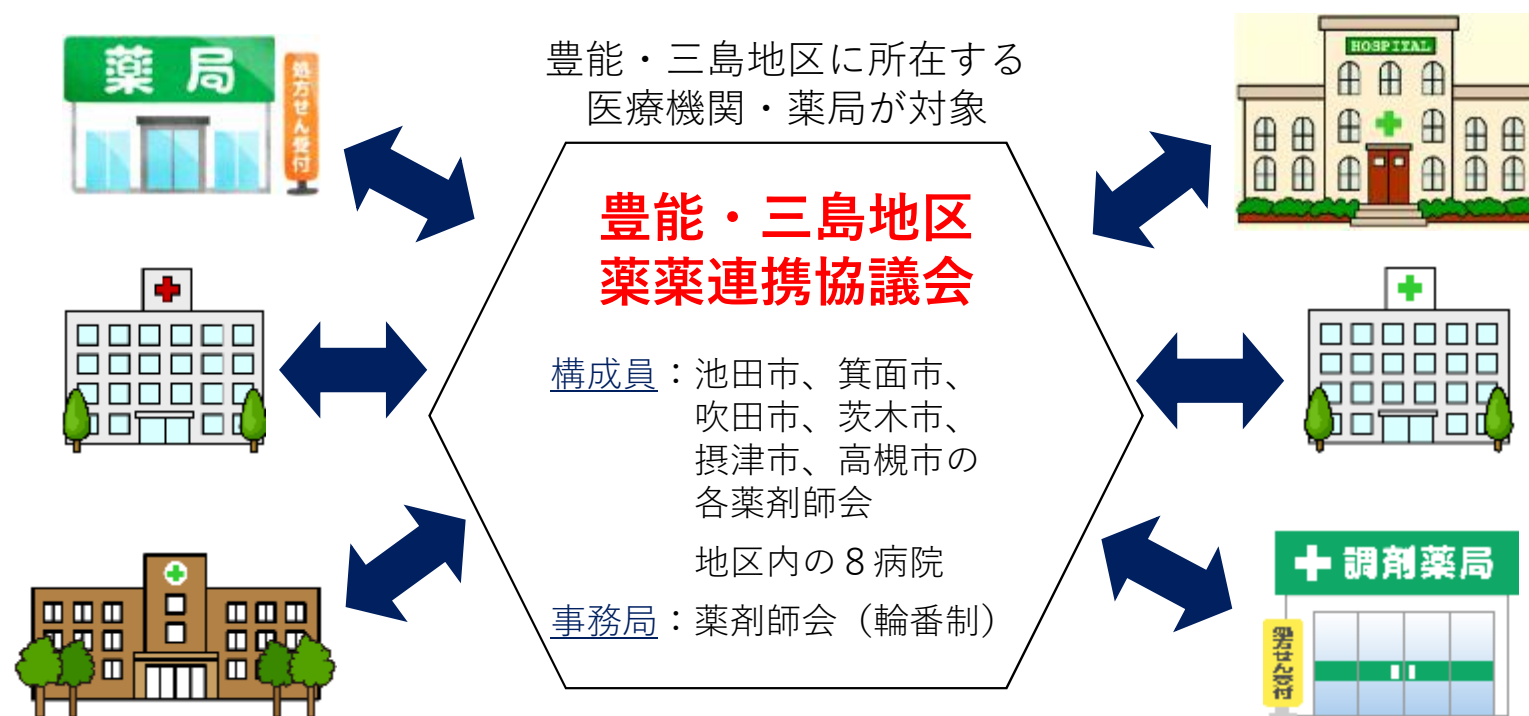 豊能・三島地区に所在する
医療機関・薬局が対象
薬局
処方せん受付
HOSPITAL
豊能・三島地区
薬薬連携協議会
構成員：池田市、箕面市、
吹田市、茨木市、
摂津市、高槻市の
各薬剤師会
地区内の８病院
事務局：薬剤師会（輪番制）
調剤薬局
処方せん受付